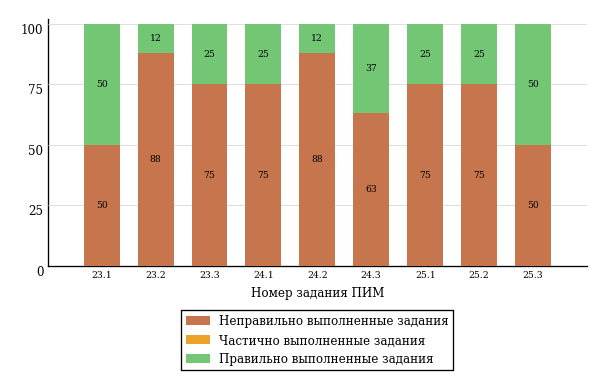 100
75
50
25
0
50 12 25 25 12 37 25 25 50
50 88 75 75 88 63 75 75 50
23.1 23.2 23.3 24.1 24.2 24.3 25.1 25.2 25.3
Номер задания ПИМ
Неправильно выполненные задания
Частично выполненные задания
Правильно выполненные задания